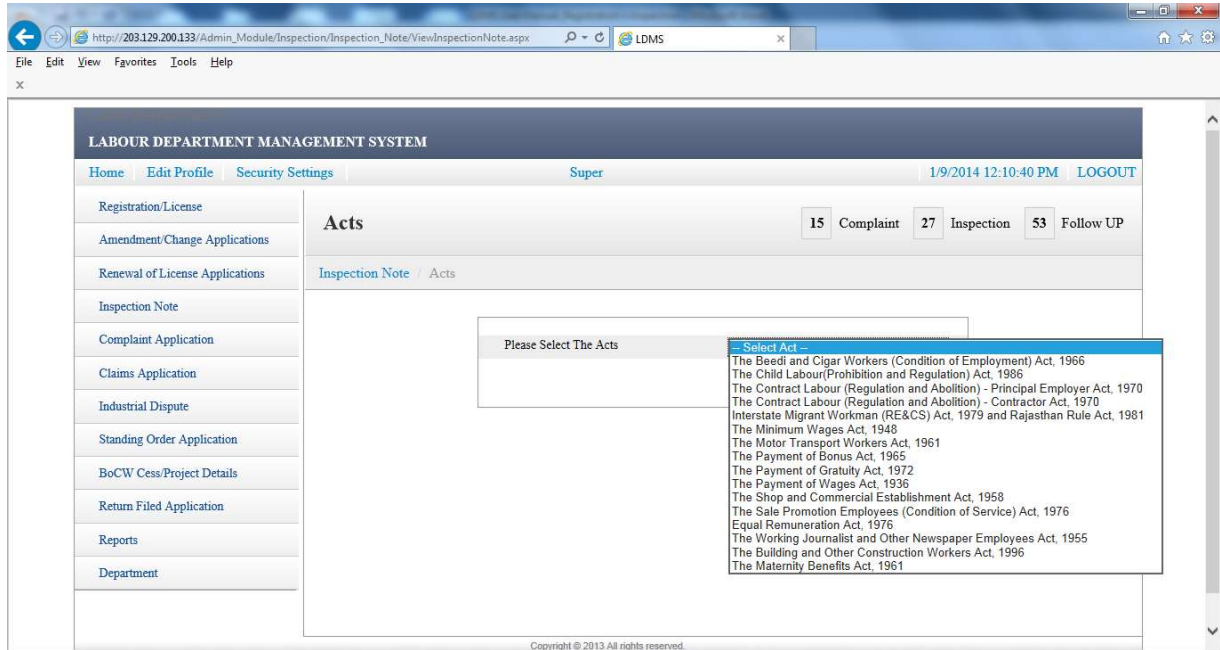 http://203.129.200.133/Admin_Module/Inspection/Inspection_Note/ViewInspectionNote.aspx
LDMS
File Edit View Favorites Tools Help
LABOUR DEPARTMENT MANAGEMENT SYSTEM
Home Edit Profile Security Settings Super 1/9/2014 12:10:40 PM LOGOUT
Registration/License
Amendment/Change Applications
Renewal of License Applications
Inspection Note
Complaint Application
Claims Application
Industrial Dispute
Standing Order Application
BoCW Cess/Project Details
Return Filed Application
Reports
Department
Acts
15 Complaint 27 Inspection 53 Follow UP
Inspection Note / Acts
Please Select The Acts
-- Select Act --
The Beedi and Cigar Workers (Condition of Employment) Act, 1966
The Child Labour(Prohibition and Regulation) Act, 1986
The Contract Labour (Regulation and Abolition) - Principal Employer Act, 1970
The Contract Labour (Regulation and Abolition) - Contractor Act, 1970
Interstate Migrant Workman (RE&CS) Act, 1979 and Rajasthan Rule Act, 1981
The Minimum Wages Act, 1948
The Motor Transport Workers Act, 1961
The Payment of Bonus Act, 1965
The Payment of Gratuity Act, 1972
The Payment of Wages Act, 1936
The Shop and Commercial Establishment Act, 1958
The Sale Promotion Employees (Condition of Service) Act, 1976
Equal Remuneration Act, 1976
The Working Journalist and Other Newspaper Employees Act, 1955
The Building and Other Construction Workers Act, 1996
The Maternity Benefits Act, 1961
Copyright © 2013 All rights reserved.